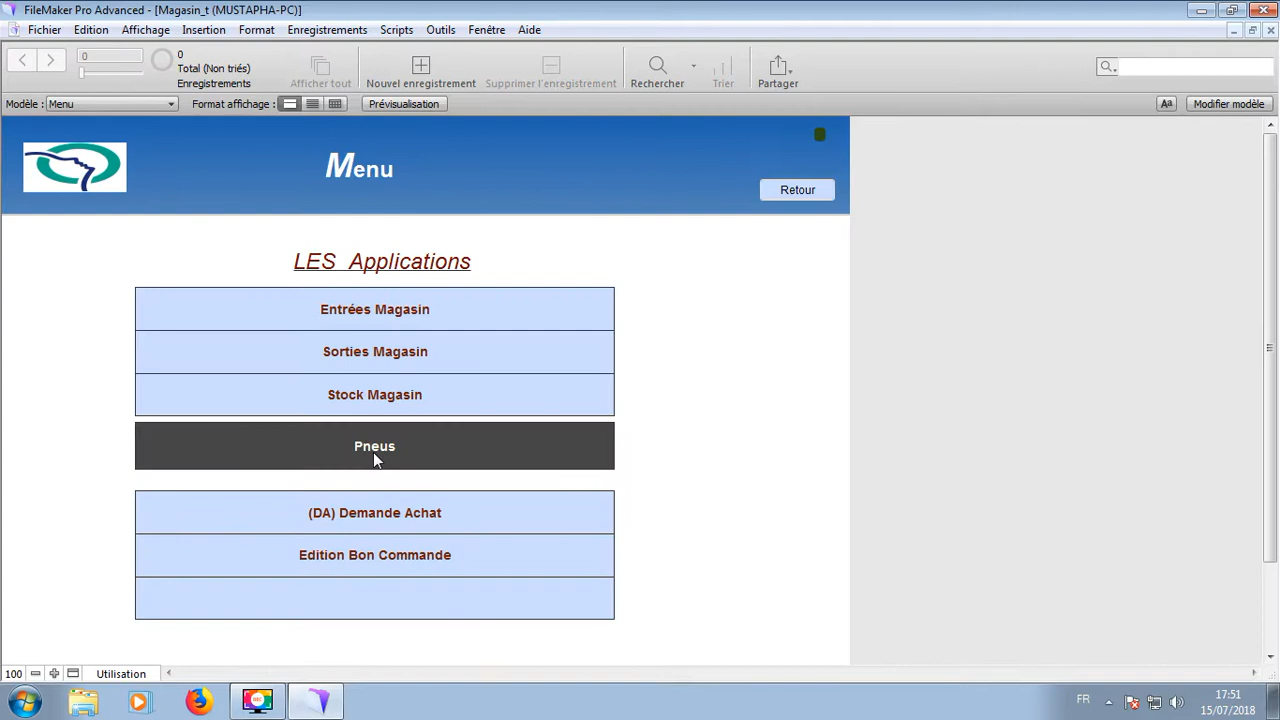 FileMaker Pro Advanced - [Magasin_t (MUSTAPHA-PC)]
Fichier Edition Affichage Insertion Format Enregistrements Scripts Outils Fenêtre Aide
0
0
Total (Non triés)
Enregistrements
Afficher tout
Nouvel enregistrement
Supprimer l'enregistrement
Rechercher
Trier
Partager
Modèle : Menu
Format affichage :
Prévisualisation
Aa
Modifier modèle
Menu
Retour
LES Applications
Entrées Magasin
Sorties Magasin
Stock Magasin
Pneus
(DA) Demande Achat
Edition Bon Commande
100
Utilisation
REC
FR
17:51
15/07/2018